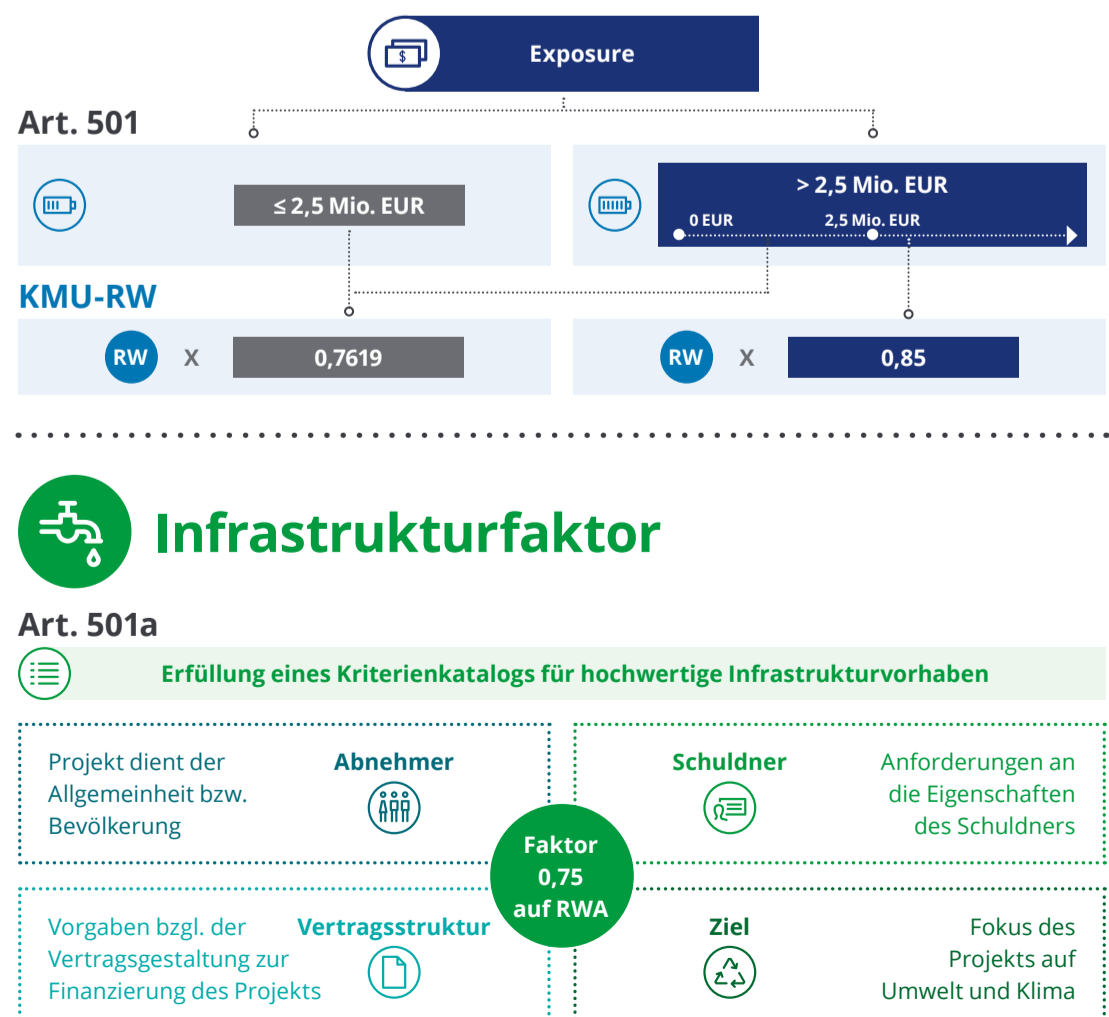 Exposure
Art. 501
≤ 2,5 Mio. EUR
> 2,5 Mio. EUR
0 EUR
2,5 Mio. EUR
KMU-RW
RW X 0,7619
RW X 0,85
Infrastrukturfaktor
Art. 501a
Erfüllung eines Kriterienkatalogs für hochwertige Infrastrukturvorhaben
Projekt dient der
Allgemeinheit bzw.
Bevölkerung
Abnehmer
Schuldner
Anforderungen an
die Eigenschaften
des Schuldners
Faktor
0,75
auf RWA
Vorgaben bzgl. der
Vertragsgestaltung zur
Finanzierung des Projekts
Vertragsstruktur
Ziel
Fokus des
Projekts auf
Umwelt und Klima